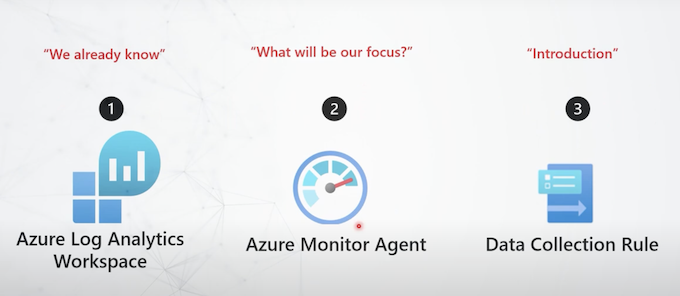 “We already know”
“What will be our focus?”
“Introduction”
1
2
3
Azure Log Analytics
Workspace
Azure Monitor Agent
Data Collection Rule